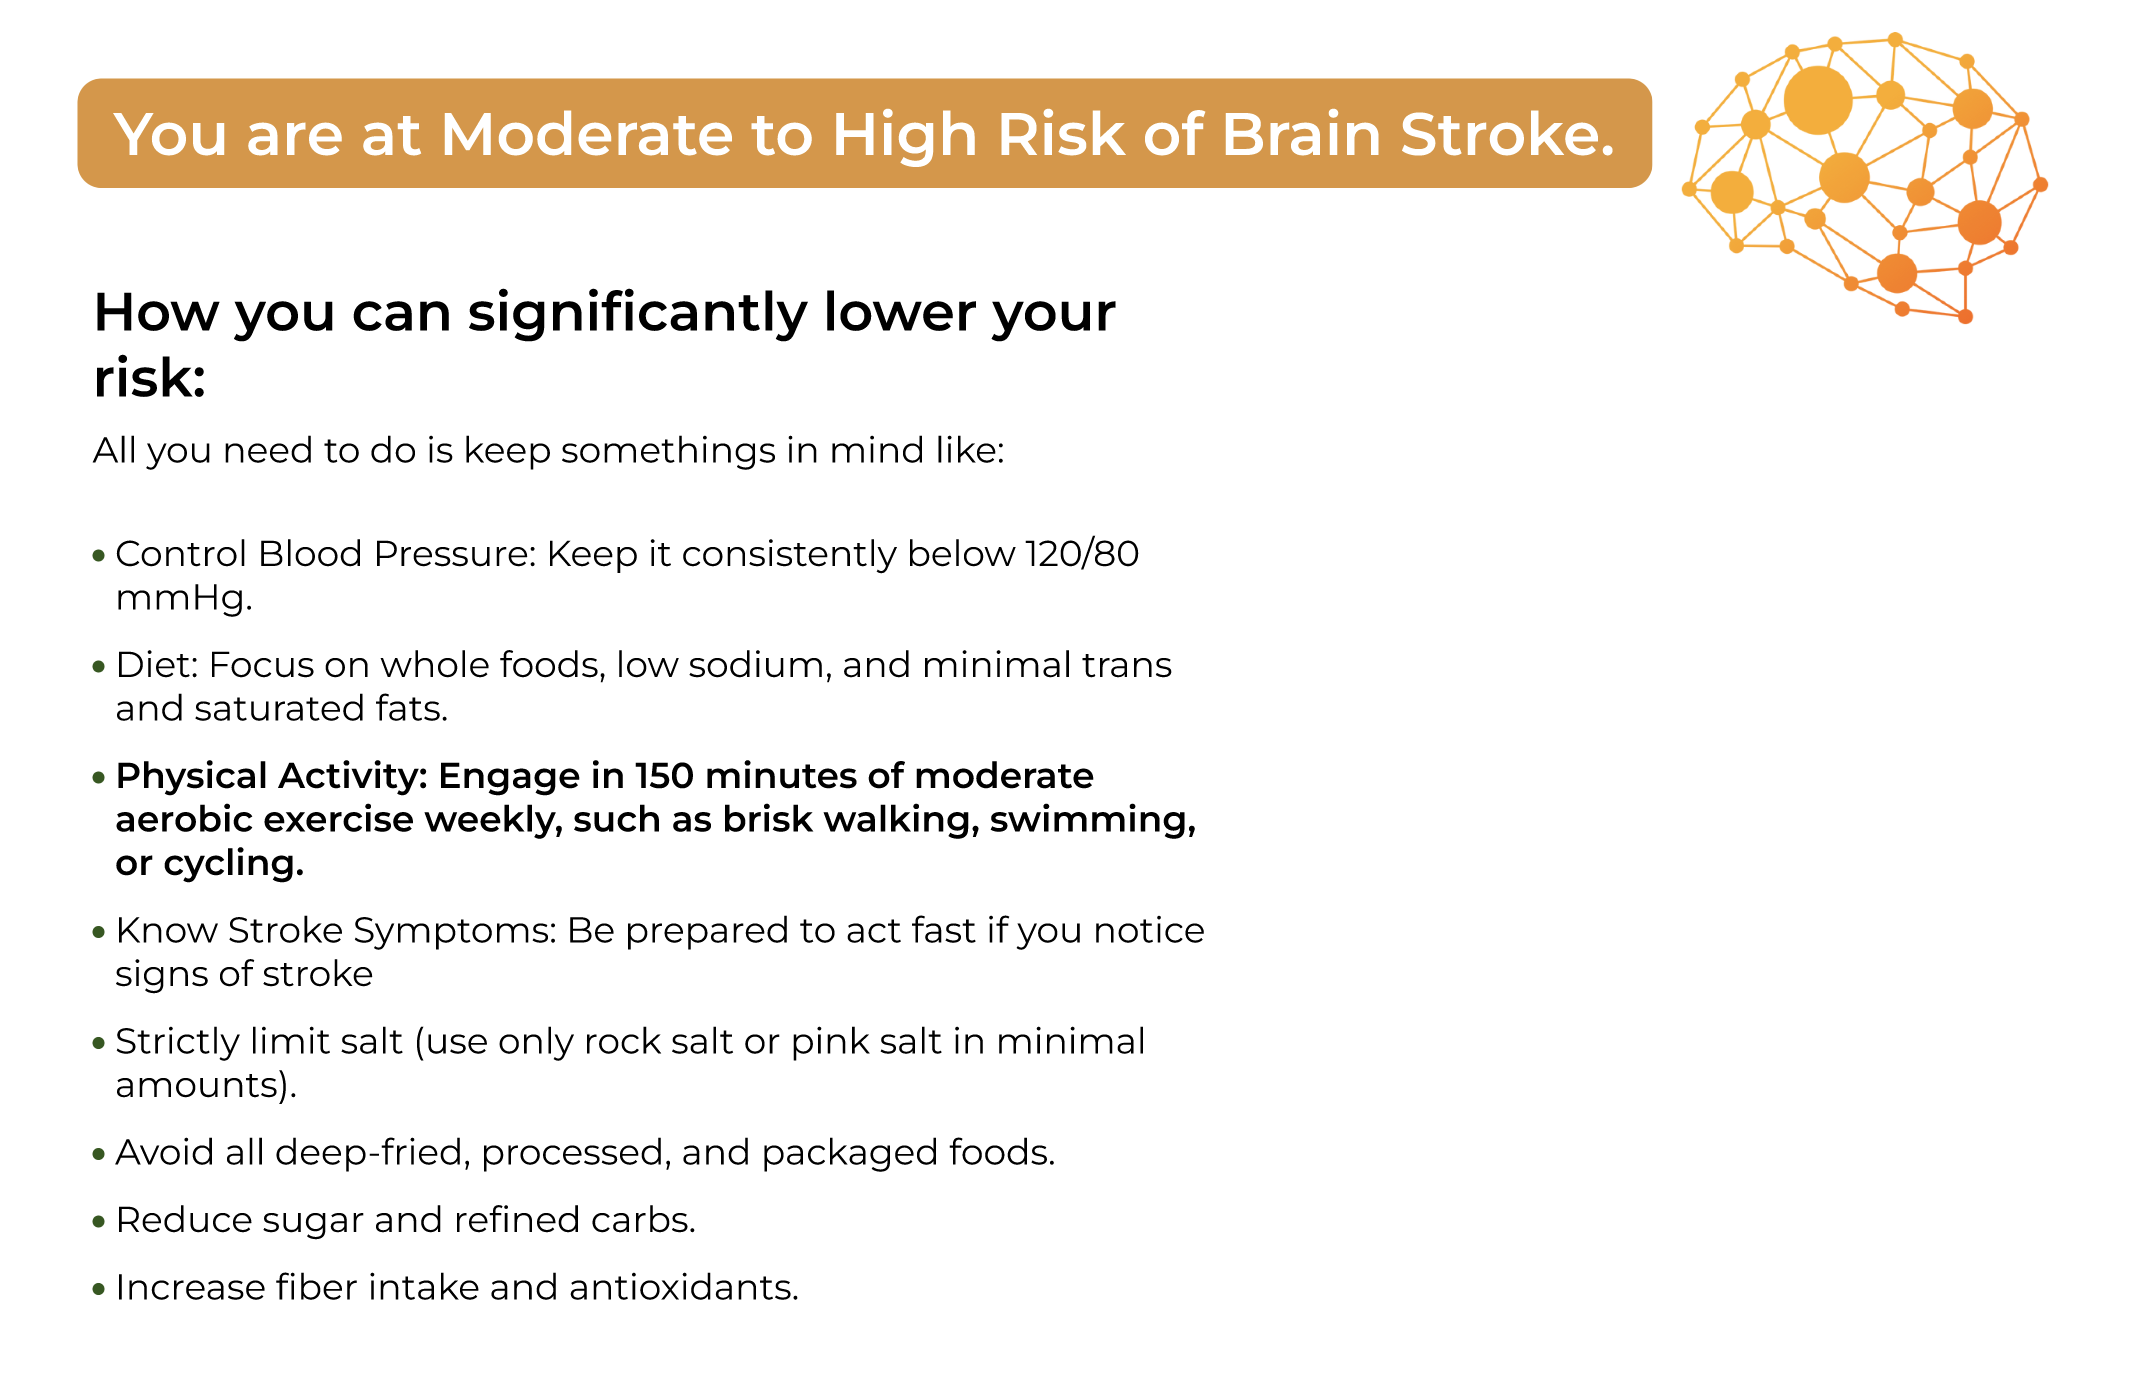 You are at Moderate to High Risk of Brain Stroke.
How you can significantly lower your
risk:
All you need to do is keep somethings in mind like:
• Control Blood Pressure: Keep it consistently below 120/80
mmHg.
• Diet: Focus on whole foods, low sodium, and minimal trans
and saturated fats.
• Physical Activity: Engage in 150 minutes of moderate
aerobic exercise weekly, such as brisk walking, swimming,
or cycling.
• Know Stroke Symptoms: Be prepared to act fast if you notice
signs of stroke
• Strictly limit salt (use only rock salt or pink salt in minimal
amounts).
• Avoid all deep-fried, processed, and packaged foods.
• Reduce sugar and refined carbs.
• Increase fiber intake and antioxidants.